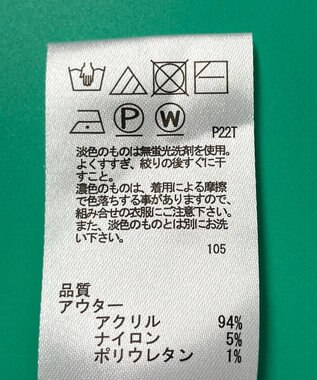 P W P22T
淡色のものは無蛍光洗剤を使用。
よくすすぎ、絞りの後すぐに干
すこと。
濃色のものは、着用による摩擦
で色落ちする事がありますので、
組み合せの衣服にご注意下さい。
また、淡色のものとは別にお洗
い下さい。
105
品質
アウター
アクリル 94%
ナイロン 5%
ポリウレタン 1%